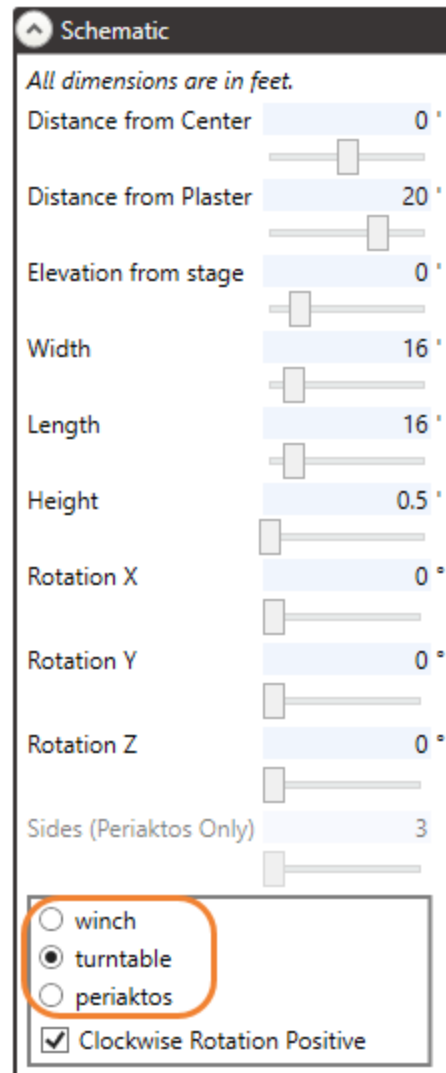 Schematic
All dimensions are in feet.
Distance from Center 0 '
Distance from Plaster 20 '
Elevation from stage 0 '
Width 16 '
Length 16 '
Height 0.5 '
Rotation X 0 °
Rotation Y 0 °
Rotation Z 0 °
Sides (Periaktos Only) 3
winch
turntable
periaktos
Clockwise Rotation Positive